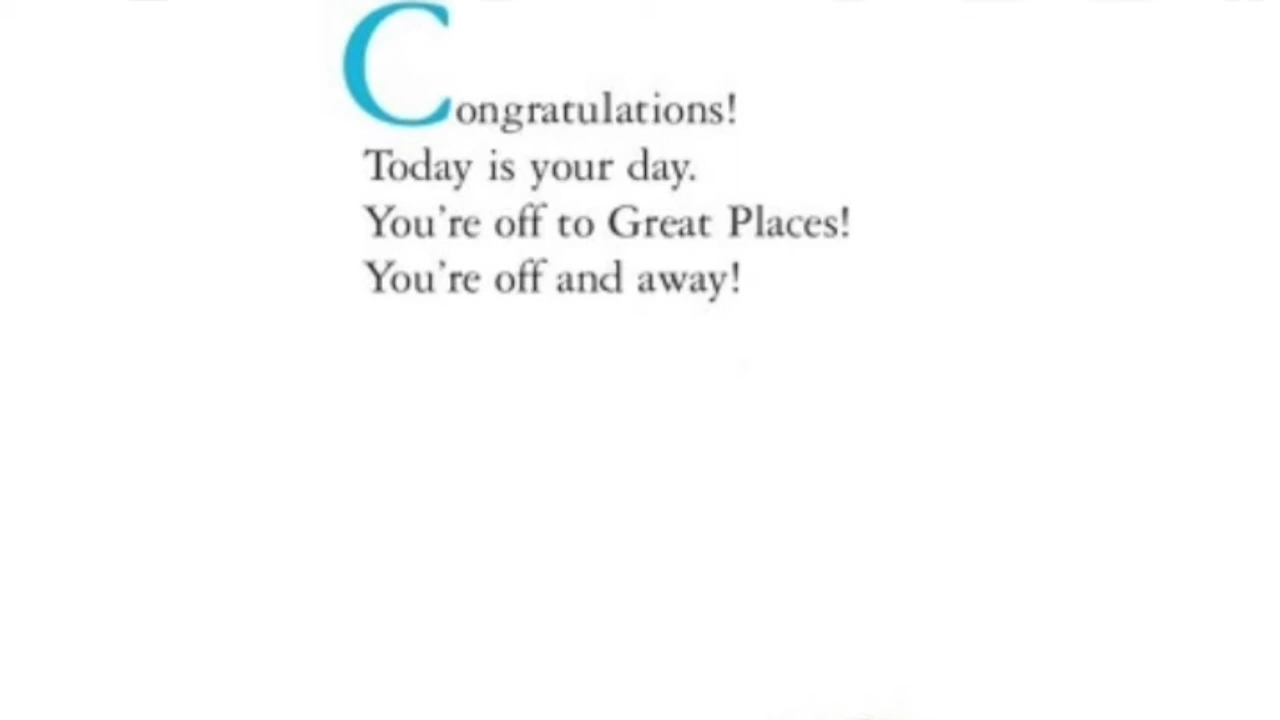 Congratulations!
Today is your day.
You're off to Great Places!
You're off and away!